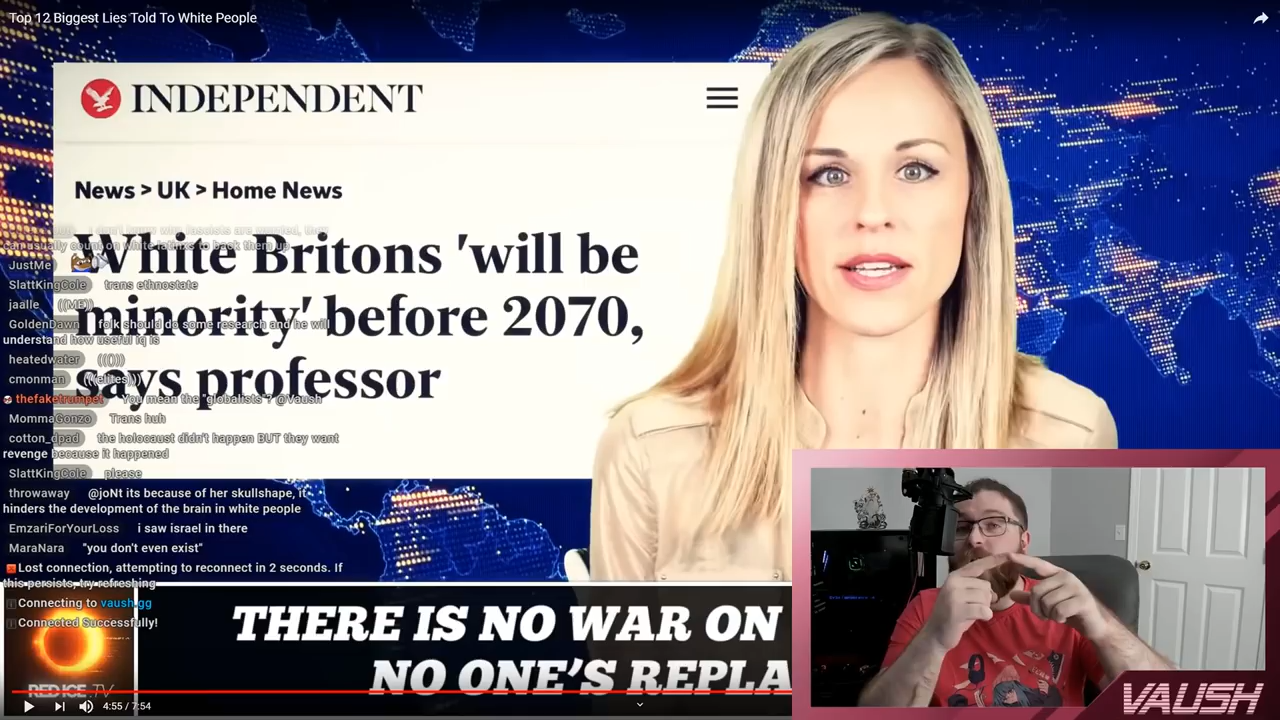 Top 12 Biggest Lies Told To White People
INDEPENDENT
News > UK > Home News
White Britons 'will be
minority' before 2070,
says professor
can usually count on white latinxs to back them up
JustMe
SlattKingCole trans ethnostate
jaalle ((ME))
GoldenDawn folk should do some research and he will
understand how useful iq is
heatedwater ((()))
cmonman (((elites)))
thefaketrumpet You mean the "globalists"? @Vaush
MommaGonzo Trans huh
cotton_dpad the holocaust didn't happen BUT they want
revenge because it happened
SlattKingCole please
throwaway @joNt its because of her skullshape, it
hinders the development of the brain in white people
EmzariForYourLoss i saw israel in there
MaraNara "you don't even exist"
Lost connection, attempting to reconnect in 2 seconds. If
this persists, try refreshing
Connecting to vaush.gg
Connected Successfully!
THERE IS NO WAR ON
NO ONE'S REPLA
RED ICE.TV
4:55 / 7:54
VAUSH